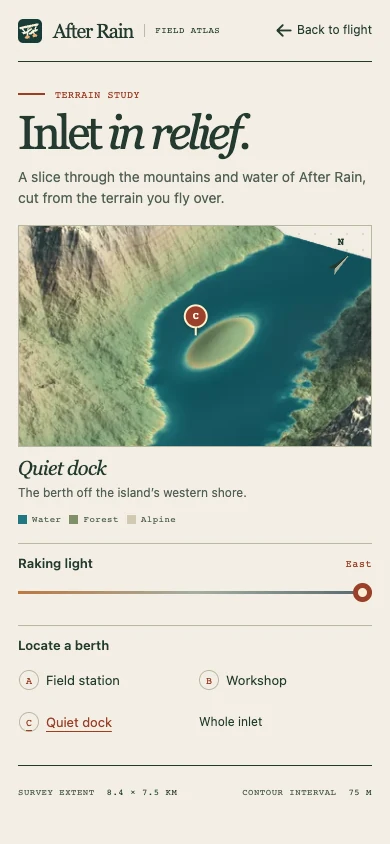 After Rain FIELD ATLAS Back to flight
TERRAIN STUDY
Inlet in relief.
A slice through the mountains and water of After Rain,
cut from the terrain you fly over.
N
C
Quiet dock
The berth off the island's western shore.
Water Forest Alpine
Raking light East
Locate a berth
A Field station B Workshop
C Quiet dock Whole inlet
SURVEY EXTENT 8.4 × 7.5 KM CONTOUR INTERVAL 75 M